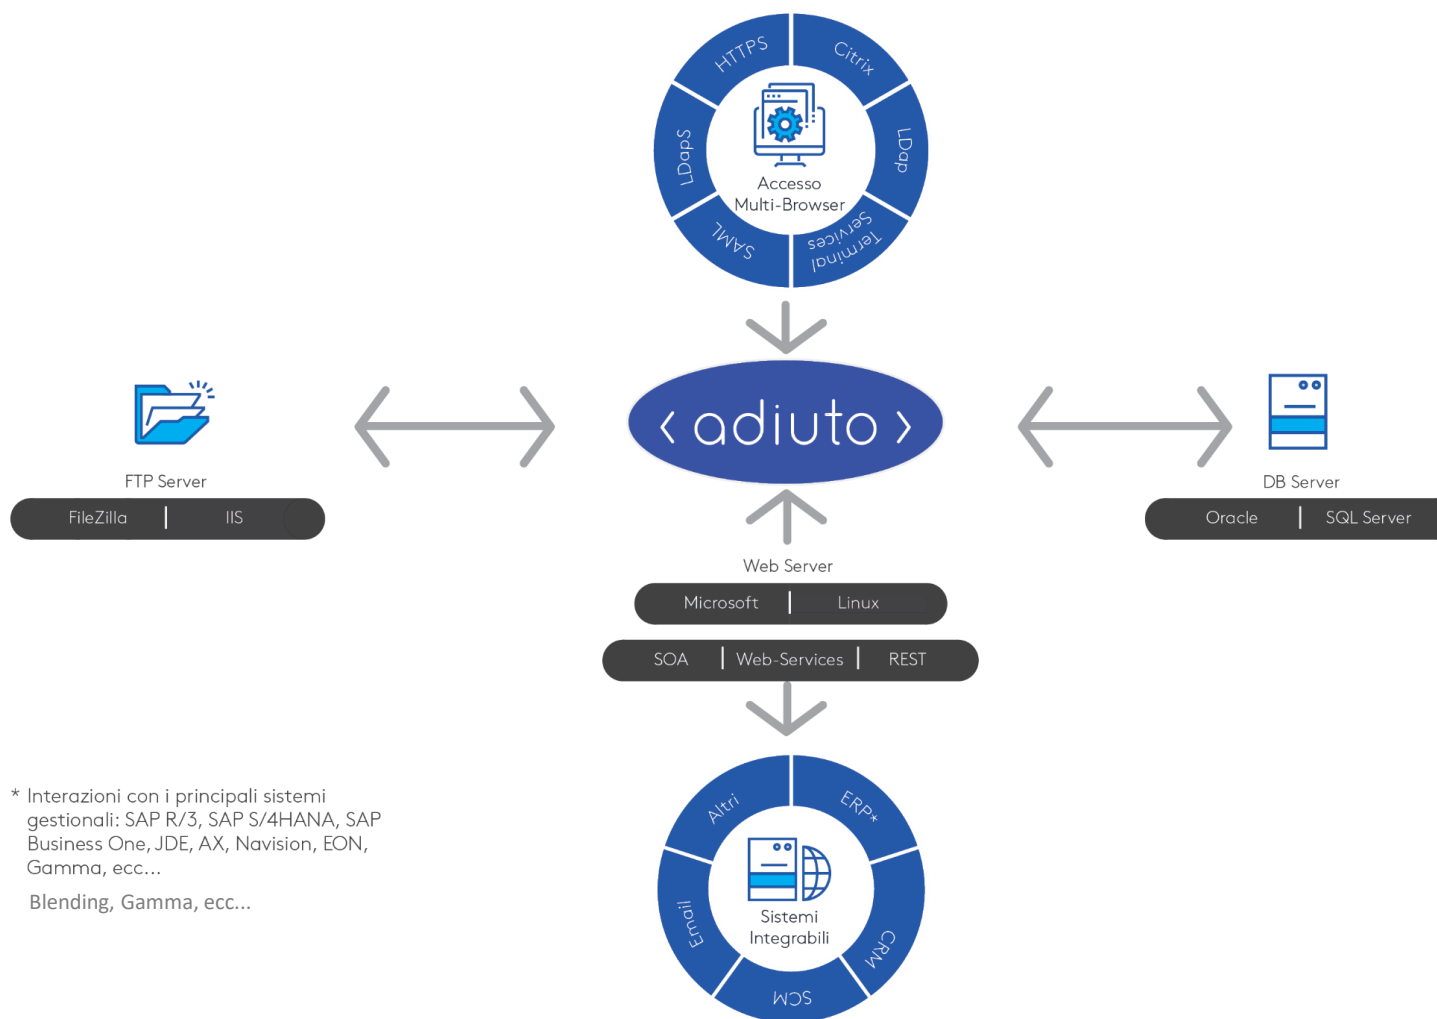 HTTPS
Citrix
LDapS
LDap
SAML
Terminal
Services
Accesso
Multi-Browser
< adiuto >
FTP Server
FileZilla | IIS
DB Server
Oracle | SQL Server
Web Server
Microsoft | Linux
SOA | Web-Services | REST
* Interazioni con i principali sistemi
gestionali: SAP R/3, SAP S/4HANA, SAP
Business One, JDE, AX, Navision, EON,
Gamma, ecc...
Blending, Gamma, ecc...
Altri
ERP*
Email
CRM
SCM
Sistemi
Integrabili